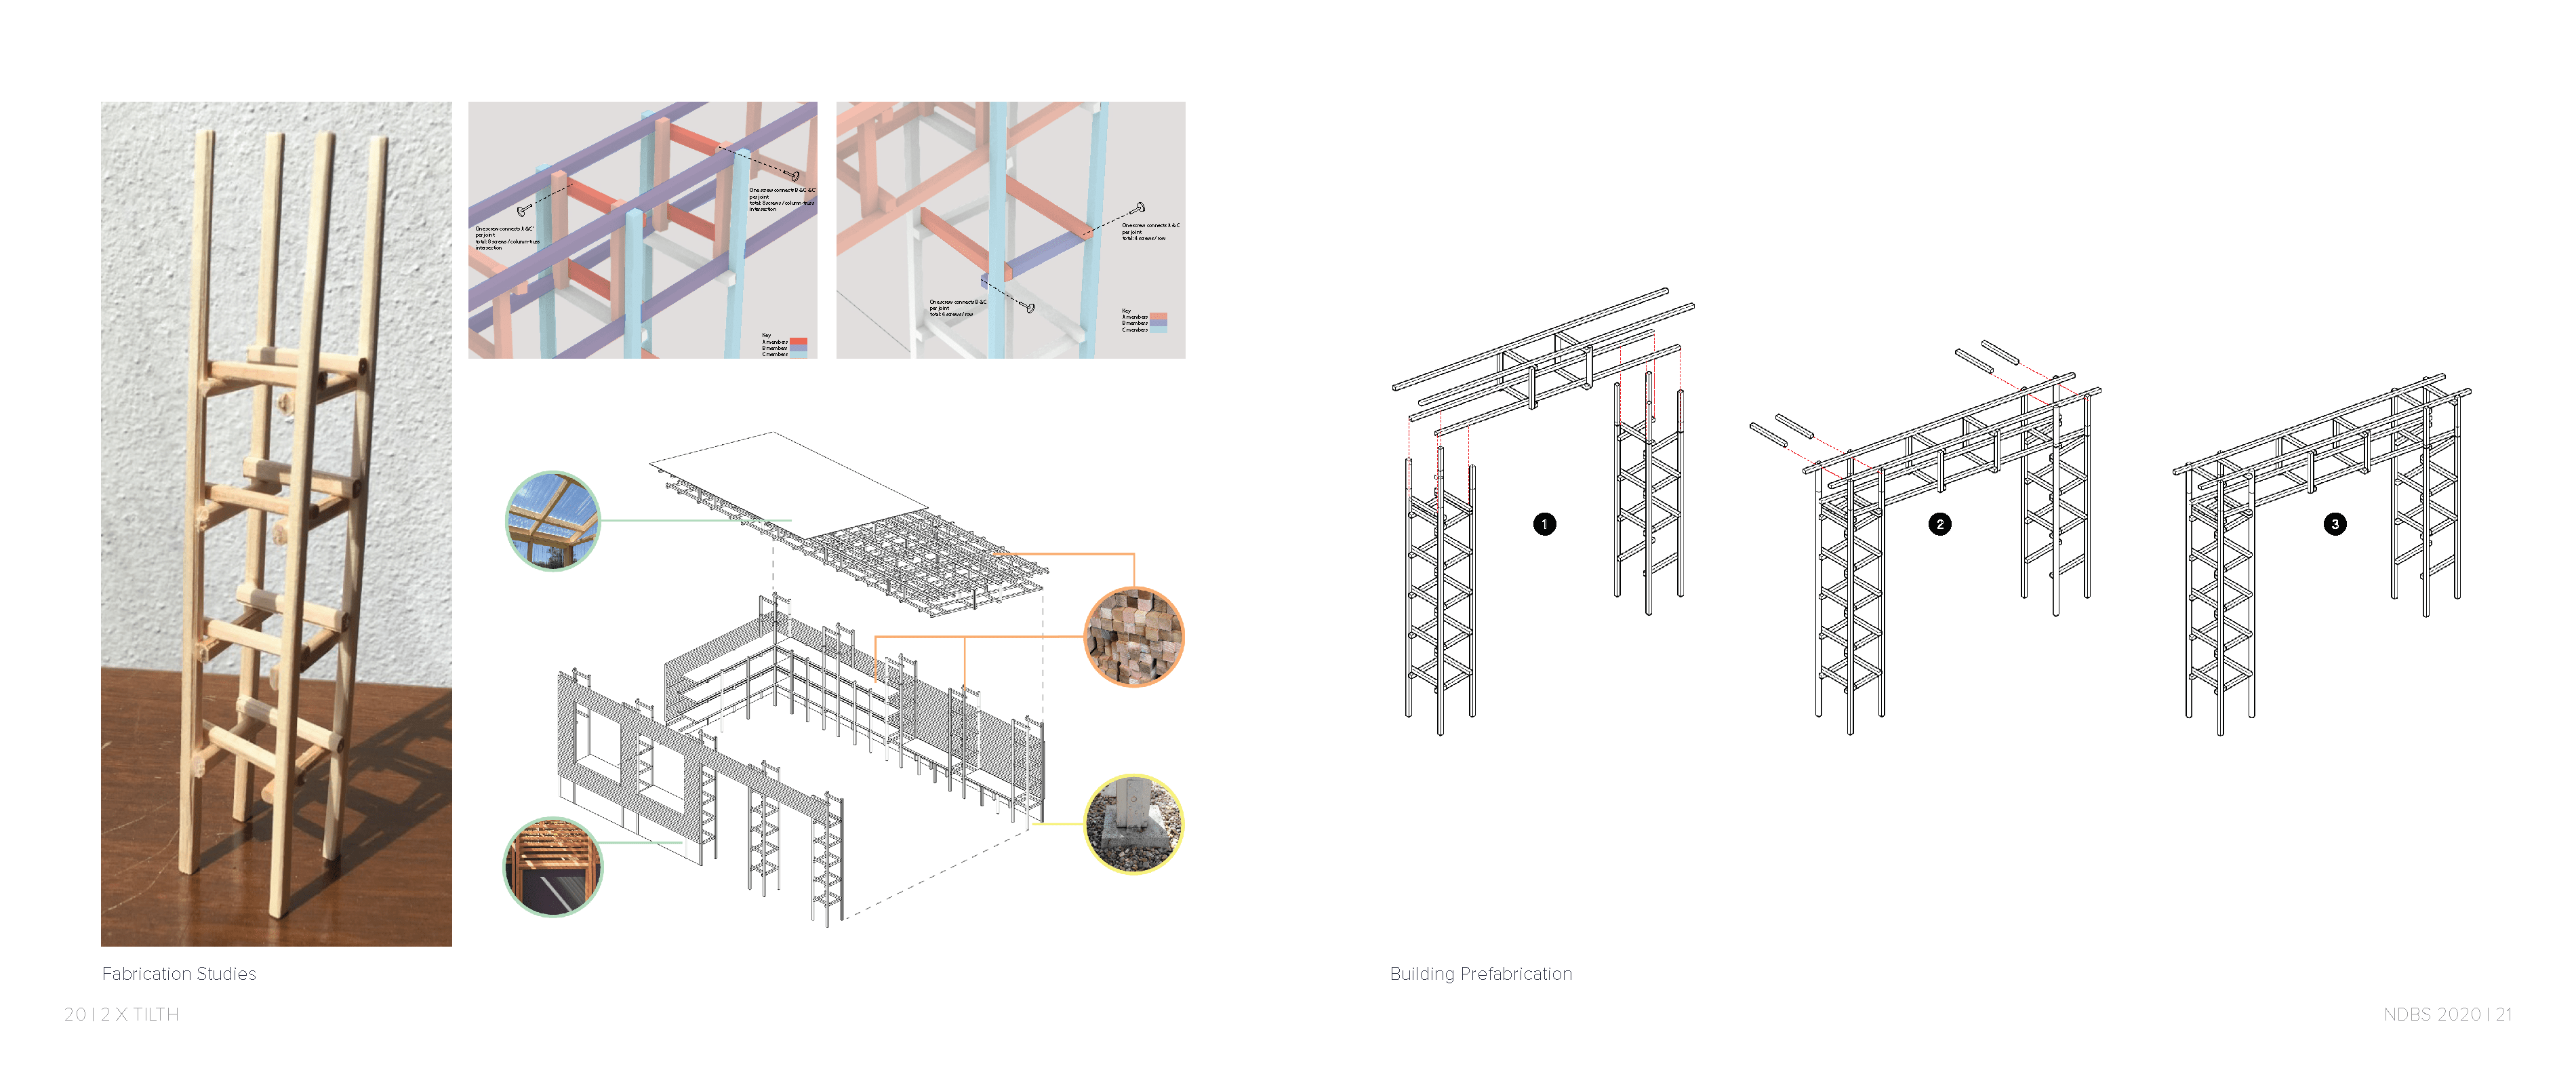 One screw connects B & C & C'
per joint
total: 8 screws / column-truss
intersection
One screw connects A & C'
per joint
total: 8 screws / column-truss
intersection
Key
A members
B members
C members
One screw connects A & C
per joint
total: 4 screws / row
One screw connects B & C
per joint
total: 4 screws / row
Key
A members
B members
C members
1
2
3
Fabrication Studies
Building Prefabrication
20 | 2 X TILTH
NDBS 2020 | 21